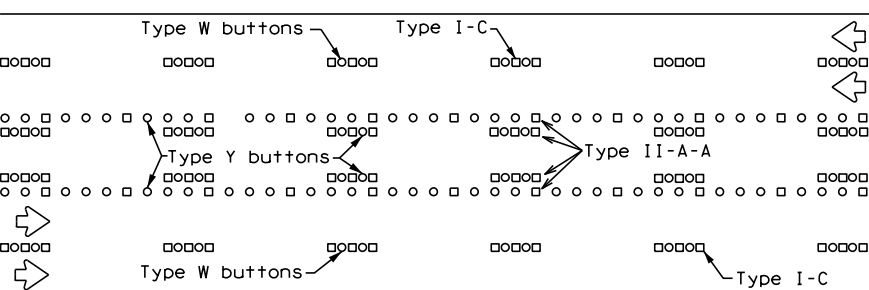 Type W buttons
Type I-C
Type Y buttons
Type II-A-A
Type W buttons
Type I-C